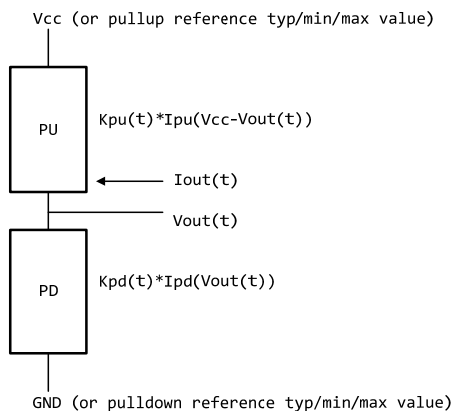 Vcc (or pullup reference typ/min/max value)
PU
Kpu(t)*Ipu(Vcc-Vout(t))
Iout(t)
Vout(t)
PD
Kpd(t)*Ipd(Vout(t))
GND (or pulldown reference typ/min/max value)